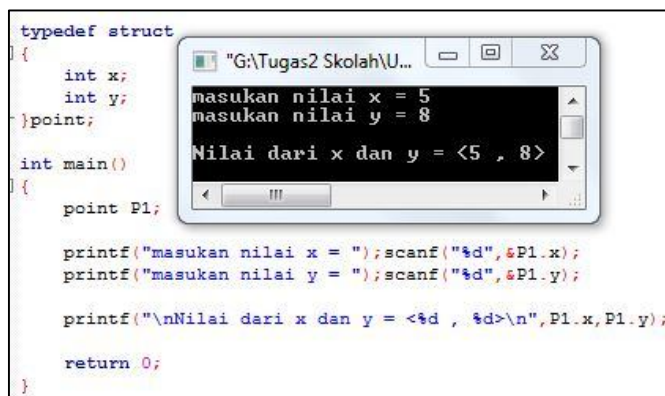 typedef struct
{
    int x;
    int y;
}point;
int main()
{
    point P1;
    printf("masukan nilai x = ");scanf("%d",&P1.x);
    printf("masukan nilai y = ");scanf("%d",&P1.y);
    printf("\nNilai dari x dan y = <%d , %d>\n",P1.x,P1.y);
    return 0;
}
"G:\Tugas2 Skolah\U...
masukan nilai x = 5
masukan nilai y = 8
Nilai dari x dan y = <5 , 8>